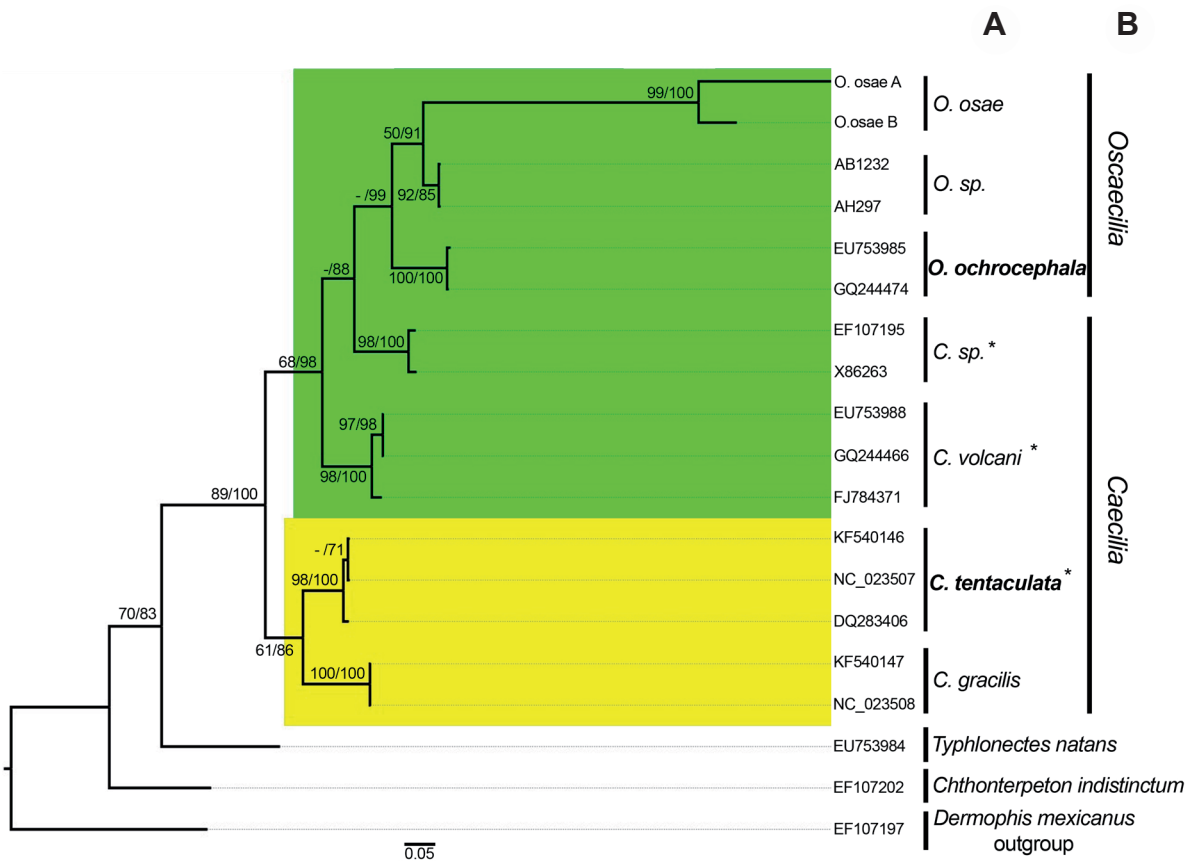 A
B
99/100
O. osae A
O. osae
O.osae B
50/91
AB1232
O. sp.
- /99
92/85
AH297
Oscaecilia
EU753985
-/88
100/100
O. ochrocephala
GQ244474
EF107195
98/100
C. sp.*
68/98
X86263
EU753988
97/98
GQ244466
C. volcani *
98/100
FJ784371
89/100
Caecilia
KF540146
- /71
98/100
NC_023507
C. tentaculata*
DQ283406
70/83
61/86
KF540147
100/100
C. gracilis
NC_023508
EU753984
Typhlonectes natans
EF107202
Chthonterpeton indistinctum
EF107197
Dermophis mexicanus
outgroup
0.05